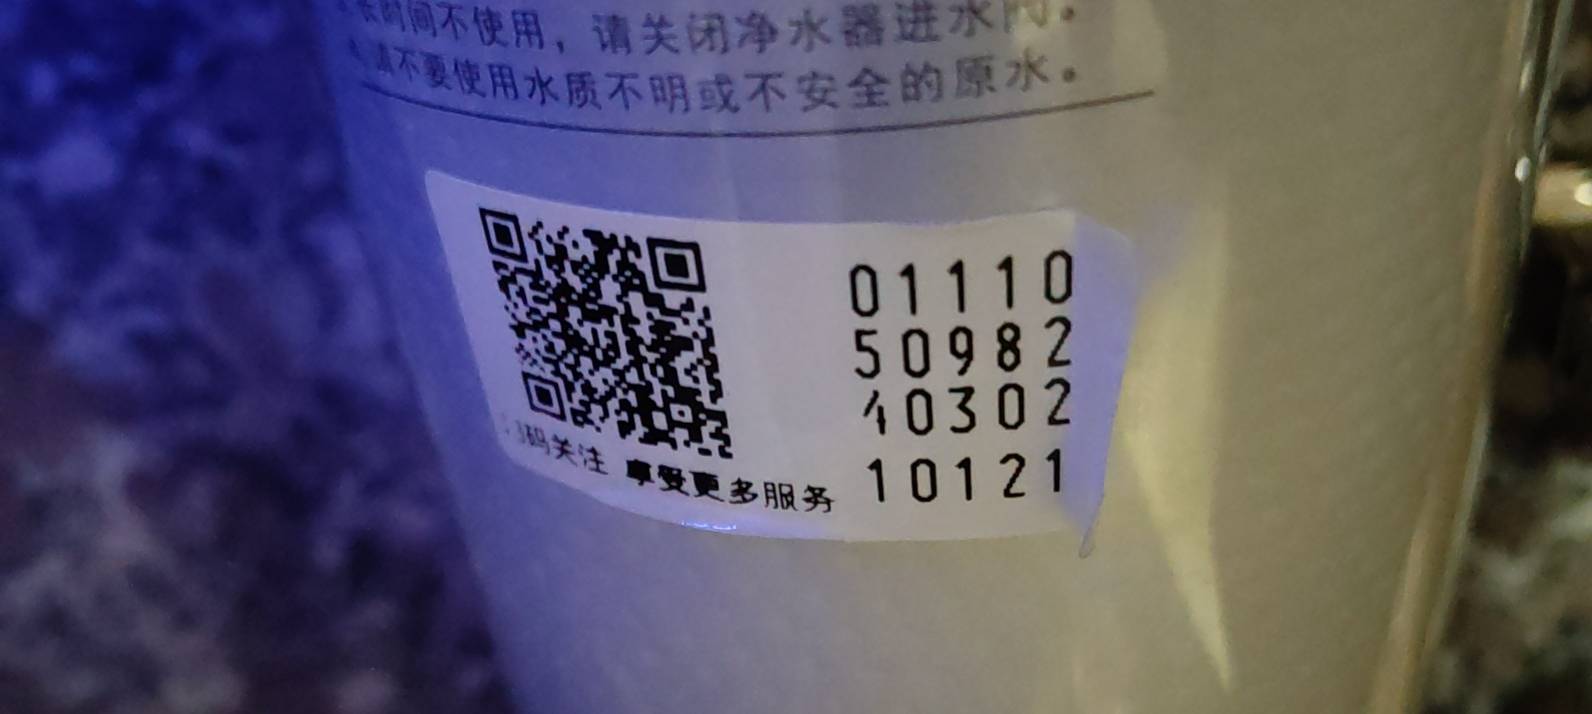 长时间不使用，请关闭净水器进水阀。
请不要使用水质不明或不安全的原水。
01110
50982
40302
10121
扫码关注 享受更多服务